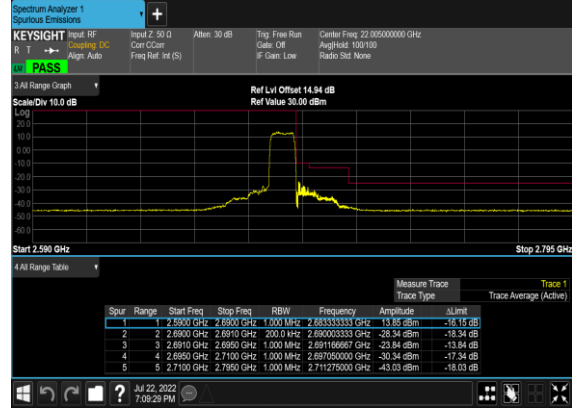 Spectrum Analyzer 1
Spurious Emissions
+
KEYSIGHT Input: RF Input Z: 50 Ω Atten: 30 dB Trig: Free Run Center Freq: 22.005000000 GHz
R T Coupling: DC Corr CCorr Gate: Off Avg|Hold: 100/100
Align: Auto Freq Ref: Int (S) IF Gain: Low Radio Std: None
PASS
3 All Range Graph
Ref Lvl Offset 14.94 dB
Scale/Div 10.0 dB Ref Value 30.00 dBm
Log
20.0
10.0
0.00
-10.0
-20.0
-30.0
-40.0
-50.0
-60.0
Start 2.590 GHz Stop 2.795 GHz
4 All Range Table
Measure Trace Trace 1
Trace Type Trace Average (Active)
Spur Range Start Freq Stop Freq RBW Frequency Amplitude ΔLimit
1 1 2.5900 GHz 2.6900 GHz 1.000 MHz 2.683333333 GHz 13.85 dBm -16.15 dB
2 2 2.6900 GHz 2.6910 GHz 200.0 kHz 2.690003333 GHz -28.34 dBm -18.34 dB
3 3 2.6910 GHz 2.6950 GHz 1.000 MHz 2.691166667 GHz -23.84 dBm -13.84 dB
4 4 2.6950 GHz 2.7100 GHz 1.000 MHz 2.697050000 GHz -30.34 dBm -17.34 dB
5 5 2.7100 GHz 2.7950 GHz 1.000 MHz 2.711275000 GHz -43.03 dBm -18.03 dB
? Jul 22, 2022
7:09:29 PM